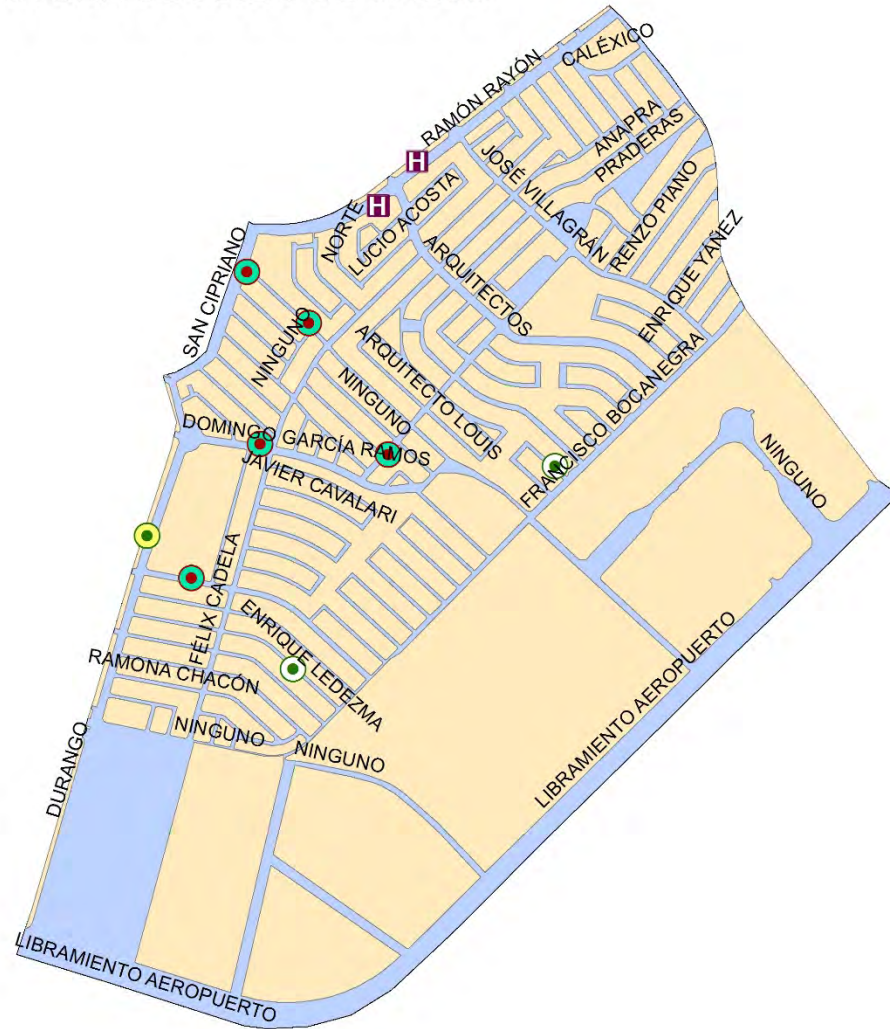 CALÉXICO
RAMÓN RAYÓN
ANAPRA
PRADERAS
JOSÉ VILLAGRÁN
H
H
NORTE
LUCIO ACOSTA
RENZO PIANO
ENRIQUE YAÑEZ
ARQUITECTOS
SAN CIPRIANO
NINGUNO
ARQUITECTO LOUIS
NINGUNO
FRANCISCO BOCANEGRA
DOMINGO GARCÍA RAMOS
JAVIER CAVALARI
NINGUNO
FÉLIX CADELA
ENRIQUE LEDEZMA
RAMONA CHACÓN
NINGUNO
NINGUNO
LIBRAMIENTO AEROPUERTO
DURANGO
LIBRAMIENTO AEROPUERTO